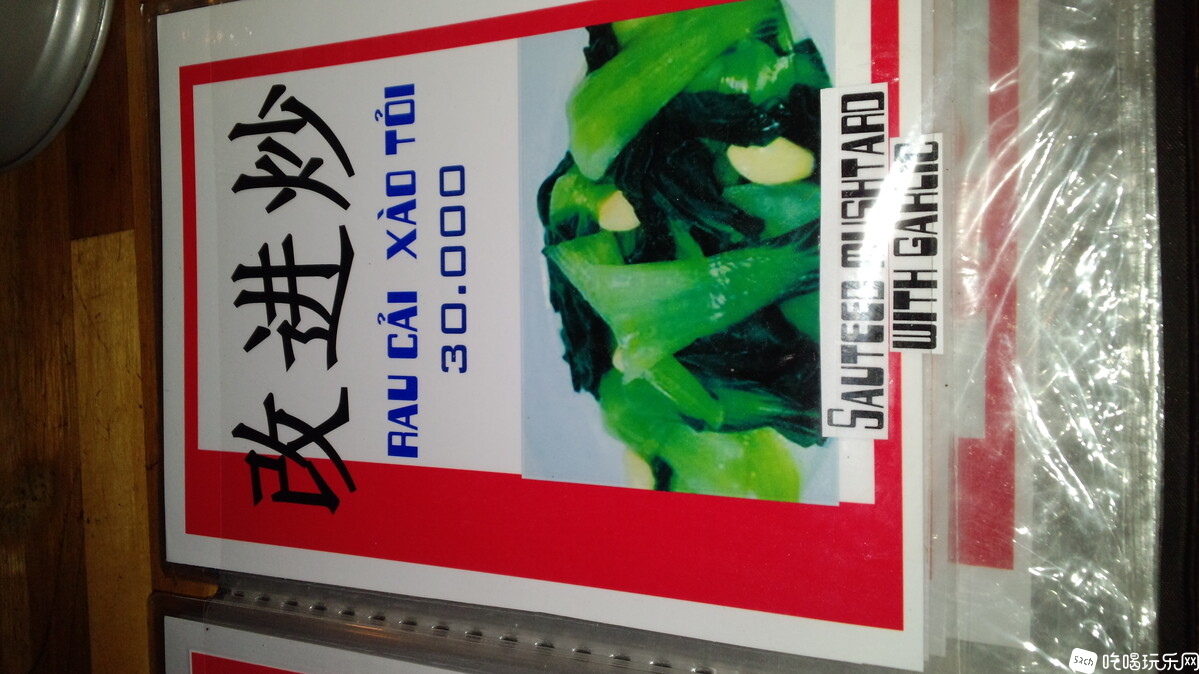 改进炒
RAU CẢI XÀO TỎI
30.000
SAUTEED MUSHTARD
WITH GARLIC
吃喝玩乐网